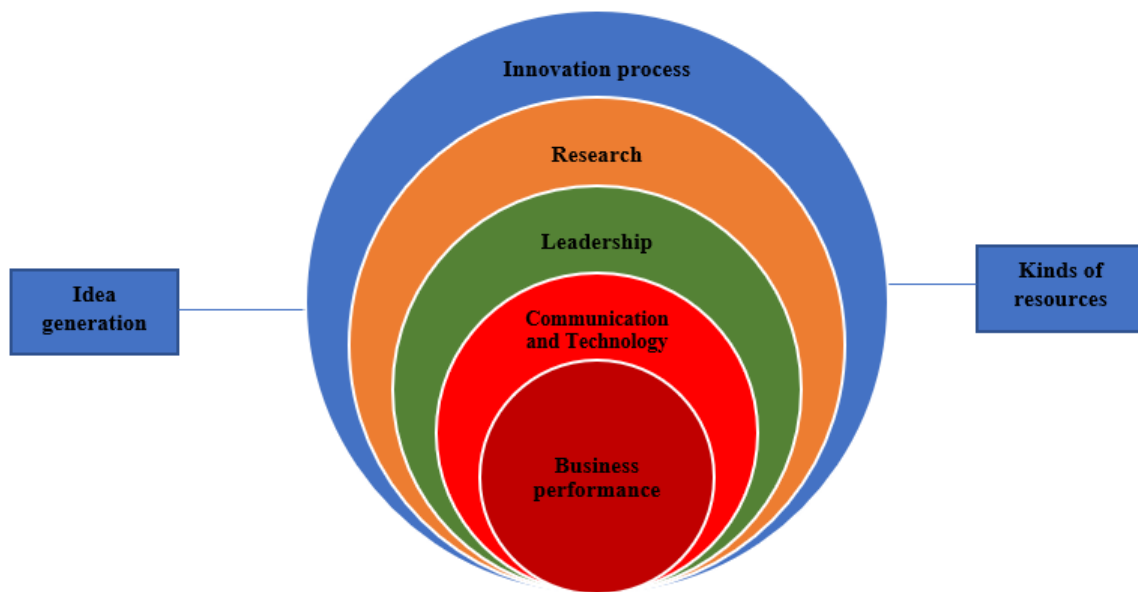 Innovation process
Research
Leadership
Communication
and Technology
Business
performance
Idea
generation
Kinds of
resources